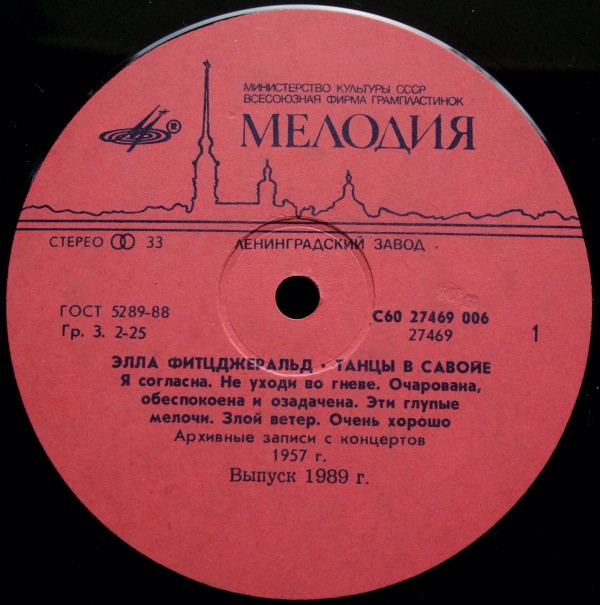 МИНИСТЕРСТВО КУЛЬТУРЫ СССР
ВСЕСОЮЗНАЯ ФИРМА ГРАМПЛАСТИНОК
МЕЛОДИЯ
®
СТЕРЕО 33
ЛЕНИНГРАДСКИЙ ЗАВОД
ГОСТ 5289-88
Гр. 3. 2-25
С60 27469 006
27469
1
ЭЛЛА ФИТЦДЖЕРАЛЬД · ТАНЦЫ В САВОЙЕ
Я согласна. Не уходи во гневе. Очарована,
обеспокоена и озадачена. Эти глупые
мелочи. Злой ветер. Очень хорошо
Архивные записи с концертов
1957 г.
Выпуск 1989 г.